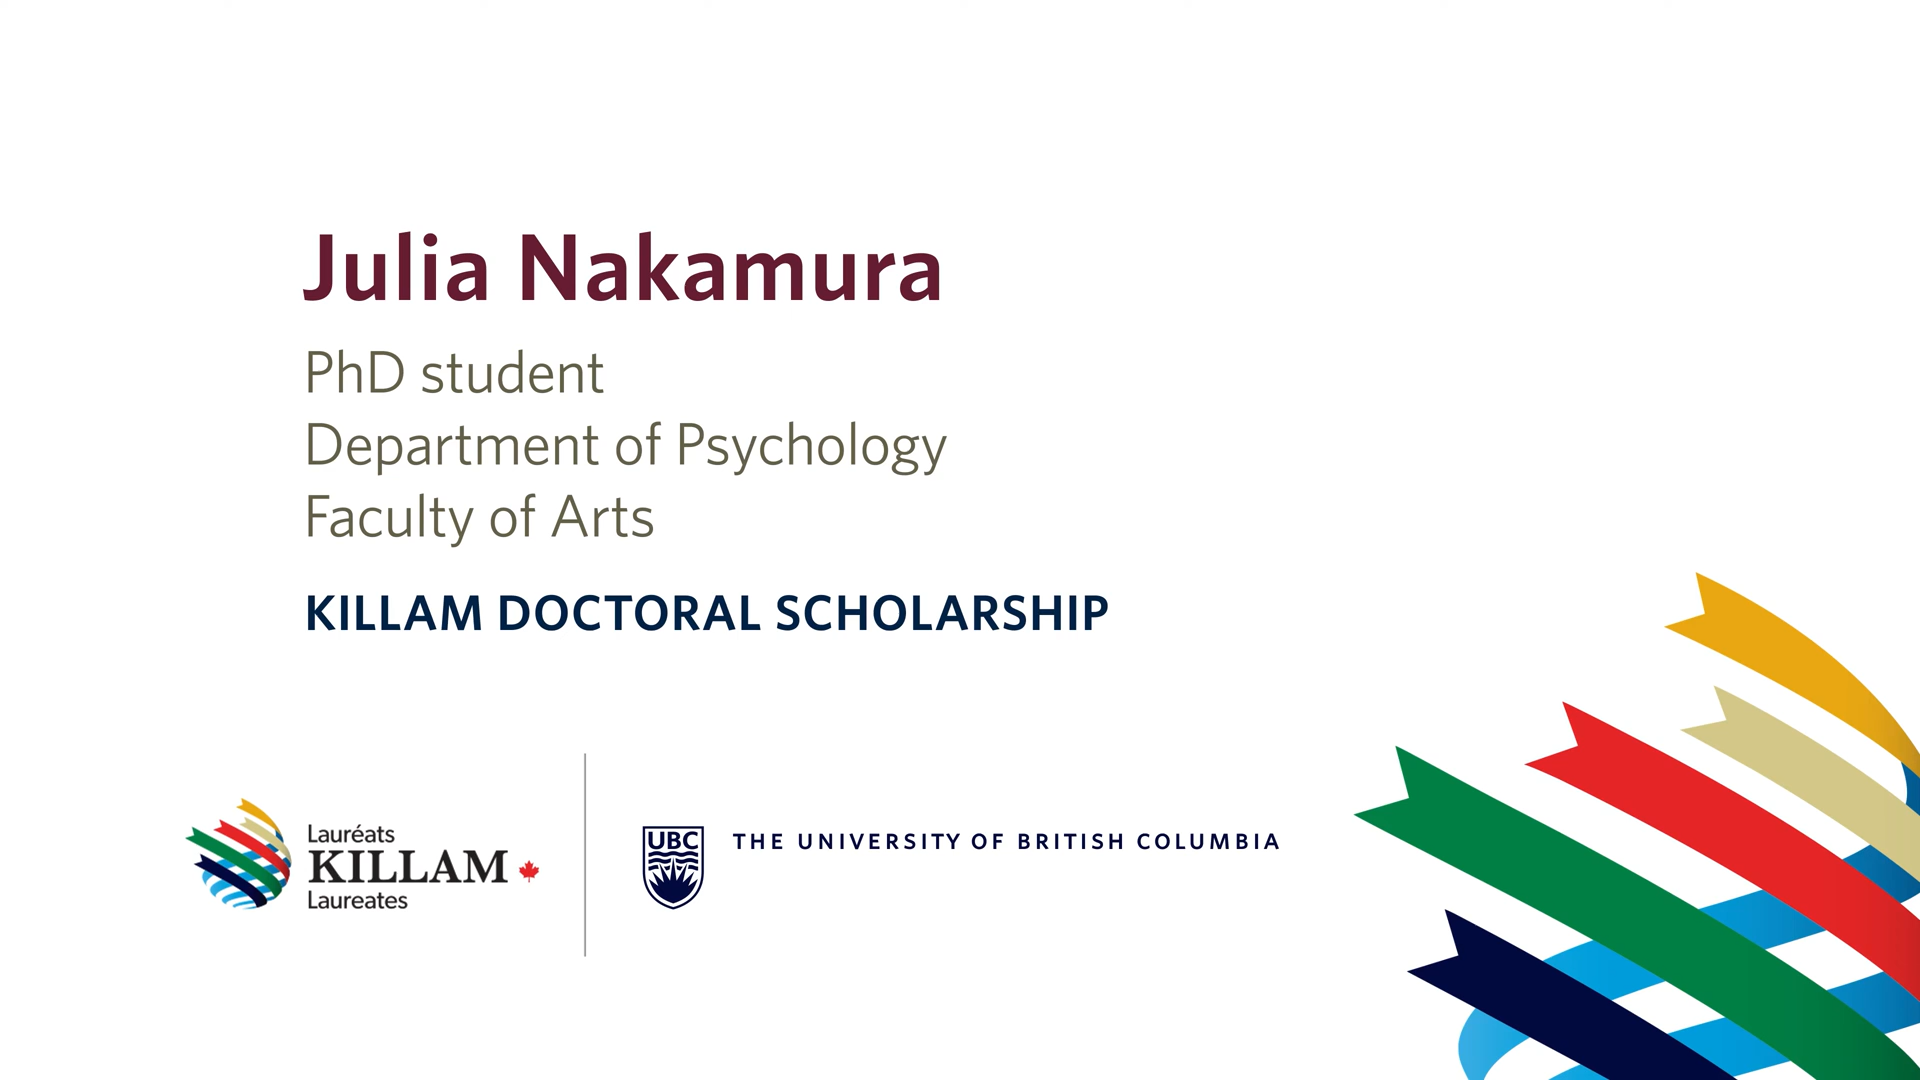 Julia Nakamura
PhD student
Department of Psychology
Faculty of Arts
KILLAM DOCTORAL SCHOLARSHIP
Lauréats
KILLAM
Laureates
UBC
THE UNIVERSITY OF BRITISH COLUMBIA